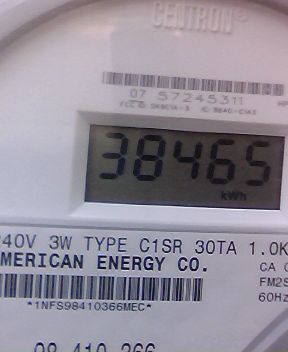 CENTRON®
07 57245311
38465
kWh
240V 3W TYPE C1SR 30TA 1.0K
AMERICAN ENERGY CO.
CA
FM2S
60Hz
*1NFS98410366MEC*